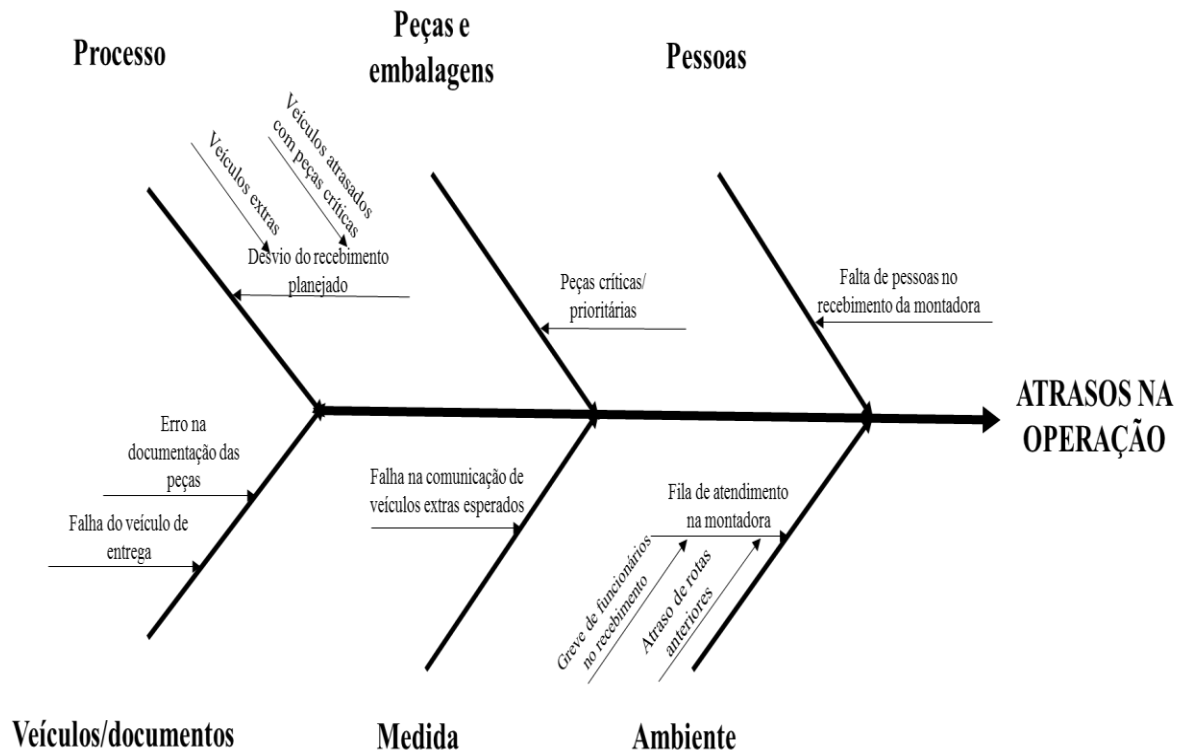 Processo
Peças e
embalagens
Pessoas
Veículos extras
Veículos atrasados
com peças críticas
Desvio do recebimento
planejado
Peças críticas/
prioritárias
Falta de pessoas no
recebimento da montadora
ATRASOS NA
OPERAÇÃO
Erro na
documentação das
peças
Falha do veículo de
entrega
Falha na comunicação de
veículos extras esperados
Fila de atendimento
na montadora
Greve de funcionários
no recebimento
Atraso de rotas
anteriores
Veículos/documentos
Medida
Ambiente